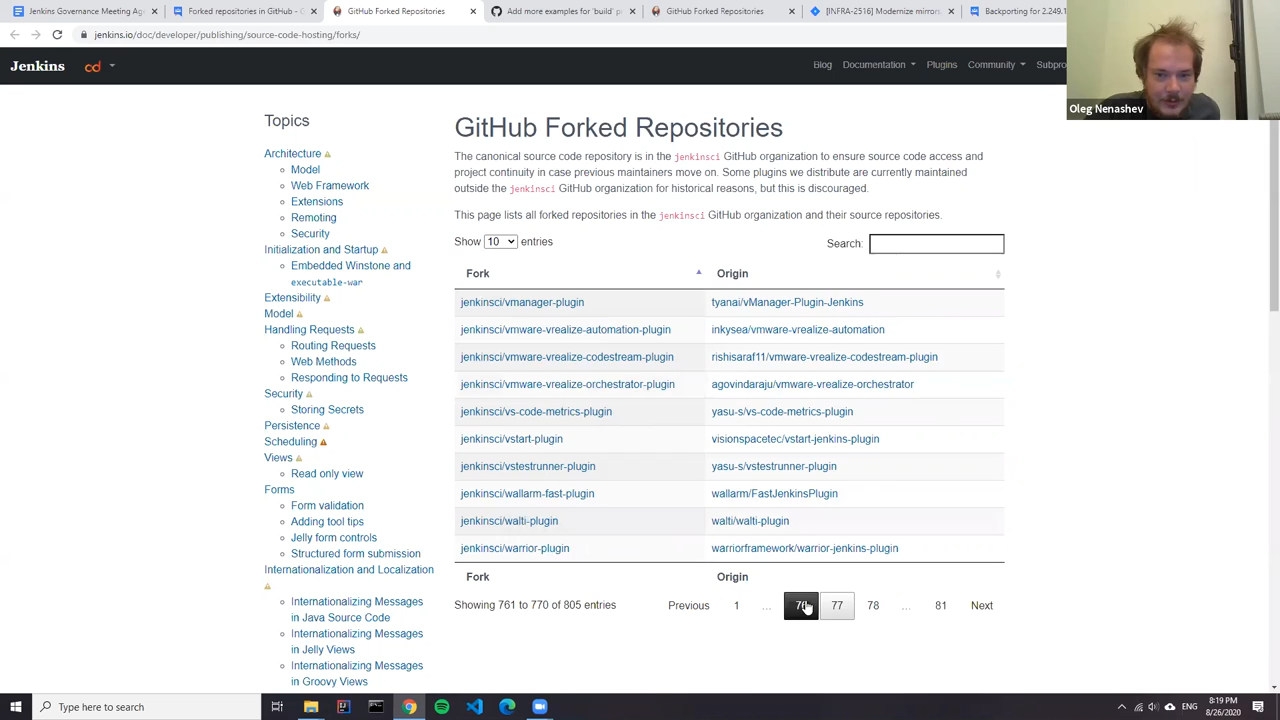 Jenkins Governance Meeting Ag
Forked repositories in GitHub - G
GitHub Forked Repositories
Add more examples for 'build' p
GitHub Forked Repositories
[INFRA-2516] Modernize mirrors.
Backporting for 2.249.1
jenkins.io/doc/developer/publishing/source-code-hosting/forks/
Jenkins
cd
Blog
Documentation
Plugins
Community
Subpro
Oleg Nenashev
Topics
Architecture
Model
Web Framework
Extensions
Remoting
Security
Initialization and Startup
Embedded Winstone and
executable-war
Extensibility
Model
Handling Requests
Routing Requests
Web Methods
Responding to Requests
Security
Storing Secrets
Persistence
Scheduling
Views
Read only view
Forms
Form validation
Adding tool tips
Jelly form controls
Structured form submission
Internationalization and Localization
Internationalizing Messages
in Java Source Code
Internationalizing Messages
in Jelly Views
Internationalizing Messages
in Groovy Views
GitHub Forked Repositories
The canonical source code repository is in the jenkinsci GitHub organization to ensure source code access and
project continuity in case previous maintainers move on. Some plugins we distribute are currently maintained
outside the jenkinsci GitHub organization for historical reasons, but this is discouraged.
This page lists all forked repositories in the jenkinsci GitHub organization and their source repositories.
Show 10 entries
Search:
Fork Origin
jenkinsci/vmanager-plugin tyanai/vManager-Plugin-Jenkins
jenkinsci/vmware-vrealize-automation-plugin inkysea/vmware-vrealize-automation
jenkinsci/vmware-vrealize-codestream-plugin rishisaraf11/vmware-vrealize-codestream-plugin
jenkinsci/vmware-vrealize-orchestrator-plugin agovindaraju/vmware-vrealize-orchestrator
jenkinsci/vs-code-metrics-plugin yasu-s/vs-code-metrics-plugin
jenkinsci/vstart-plugin visionspacetec/vstart-jenkins-plugin
jenkinsci/vstestrunner-plugin yasu-s/vstestrunner-plugin
jenkinsci/wallarm-fast-plugin wallarm/FastJenkinsPlugin
jenkinsci/walti-plugin walti/walti-plugin
jenkinsci/warrior-plugin warriorframework/warrior-jenkins-plugin
Fork Origin
Showing 761 to 770 of 805 entries
Previous 1 … 77 78 … 81 Next
Type here to search
ENG
8:19 PM
8/26/2020